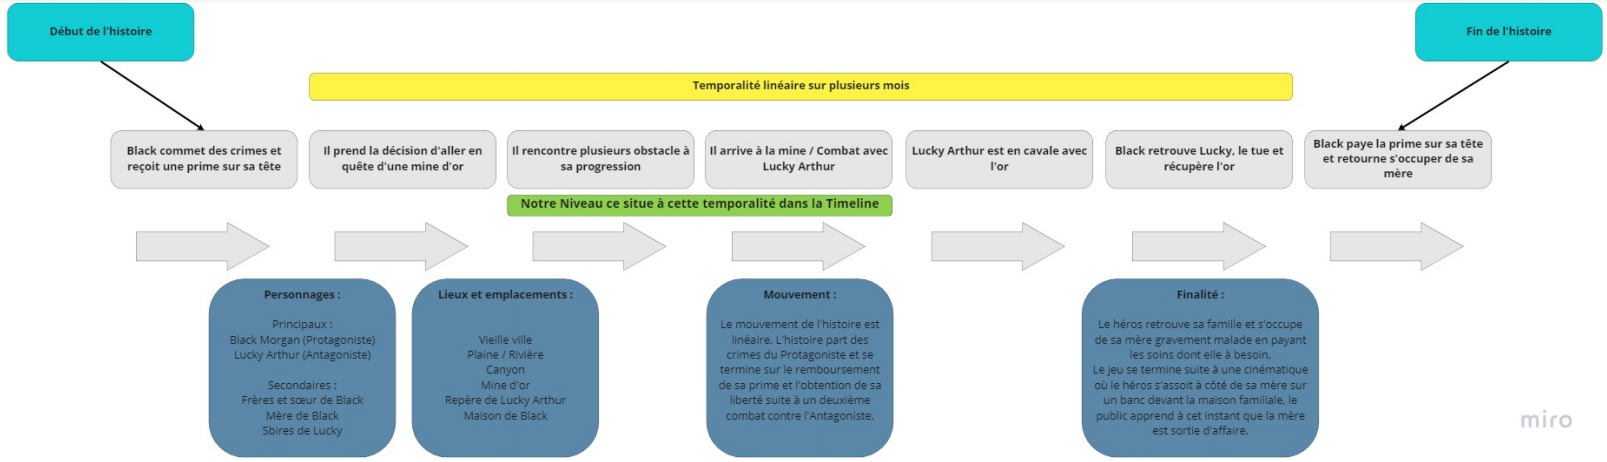 Début de l'histoire
Fin de l'histoire
Temporalité linéaire sur plusieurs mois
Black commet des crimes et
reçoit une prime sur sa tête
Il prend la décision d'aller en
quête d'une mine d'or
Il rencontre plusieurs obstacle à
sa progression
Il arrive à la mine / Combat avec
Lucky Arthur
Lucky Arthur est en cavale avec
l'or
Black retrouve Lucky, le tue et
récupère l'or
Black paye la prime sur sa tête
et retourne s'occuper de sa
mère
Notre Niveau ce situe à cette temporalité dans la Timeline
Personnages :
Principaux :
Black Morgan (Protagoniste)
Lucky Arthur (Antagoniste)
Secondaires :
Frères et sœur de Black
Mère de Black
Sbires de Lucky
Lieux et emplacements :
Vieille ville
Plaine / Rivière
Canyon
Mine d'or
Repère de Lucky Arthur
Maison de Black
Mouvement :
Le mouvement de l'histoire est
linéaire. L'histoire part des
crimes du Protagoniste et se
termine sur le remboursement
de sa prime et l'obtention de sa
liberté suite à un deuxième
combat contre l'Antagoniste.
Finalité :
Le héros retrouve sa famille et s'occupe
de sa mère gravement malade en payant
les soins dont elle à besoin.
Le jeu se termine suite à une cinématique
où le héros s'assoit à côté de sa mère sur
un banc devant la maison familiale, le
public apprend à cet instant que la mère
est sortie d'affaire.
miro